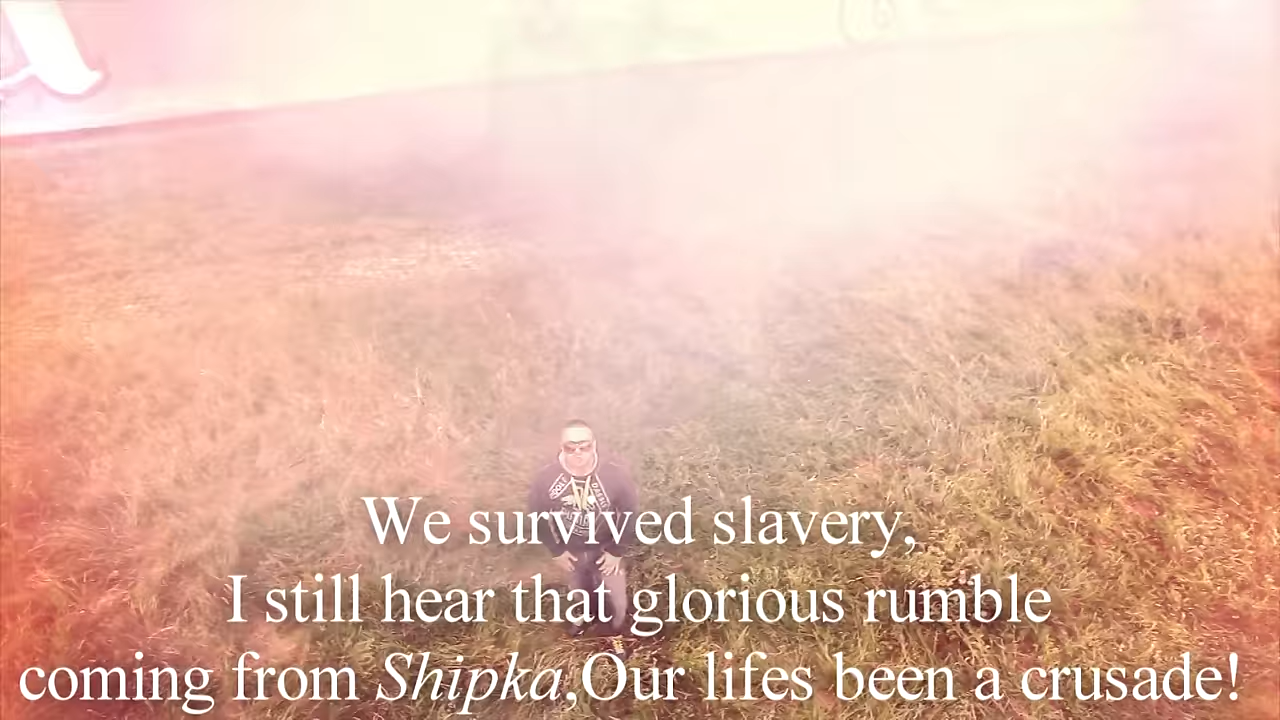 We survived slavery,
I still hear that glorious rumble
coming from Shipka,Our lifes been a crusade!